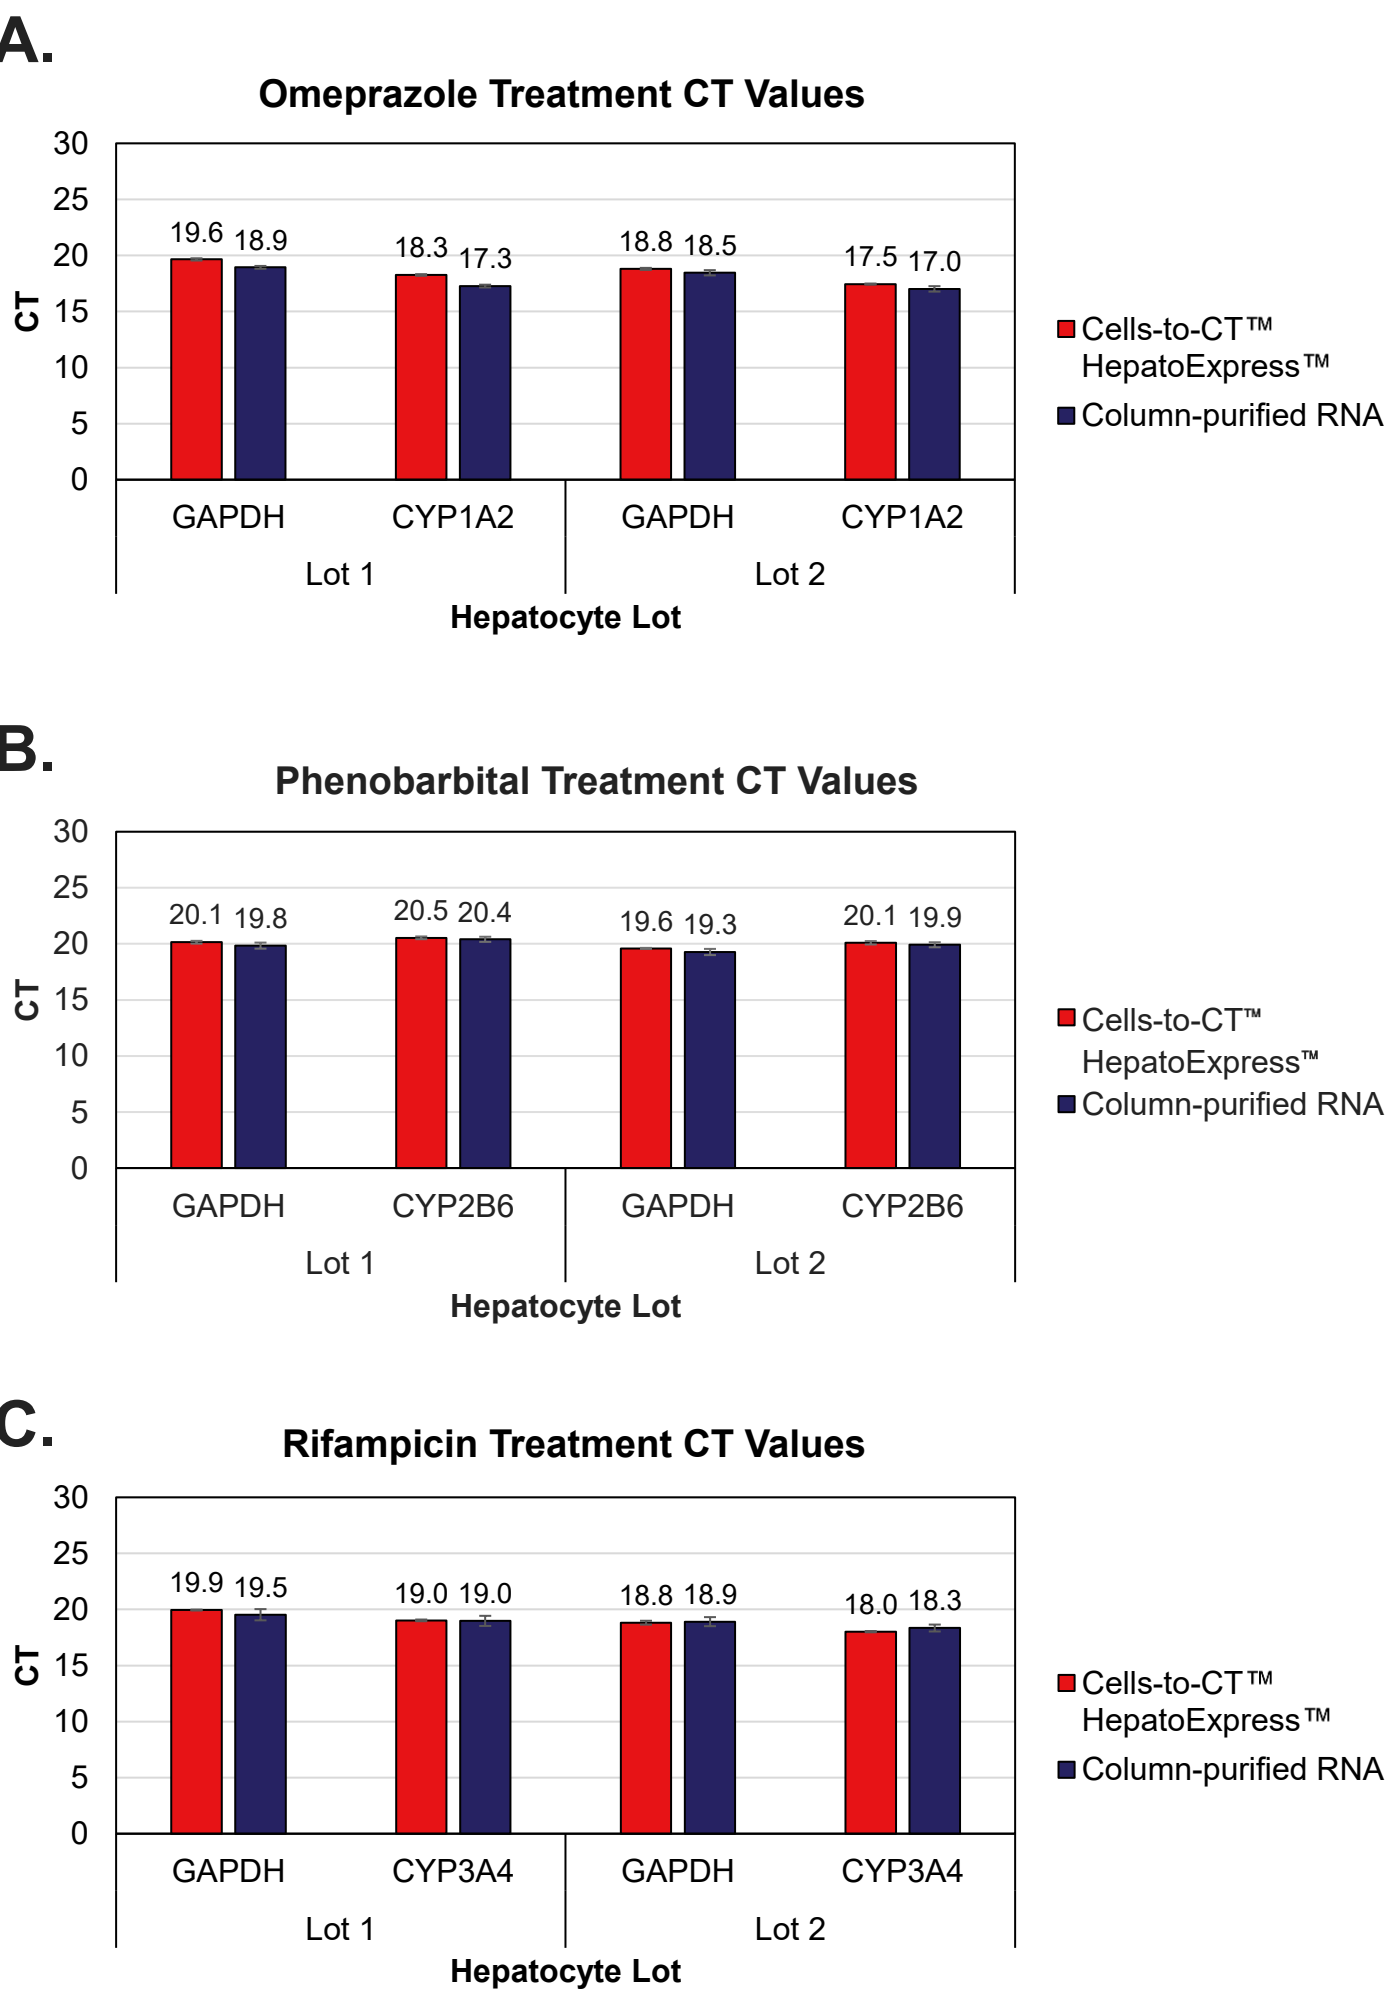 A.
Omeprazole Treatment CT Values
30
25
20
15
10
5
0
CT
19.6 18.9 18.3 17.3 18.8 18.5 17.5 17.0
GAPDH CYP1A2 GAPDH CYP1A2
Lot 1 Lot 2
Hepatocyte Lot
Cells-to-CT™
HepatoExpress™
Column-purified RNA
B.
Phenobarbital Treatment CT Values
30
25
20
15
10
5
0
CT
20.1 19.8 20.5 20.4 19.6 19.3 20.1 19.9
GAPDH CYP2B6 GAPDH CYP2B6
Lot 1 Lot 2
Hepatocyte Lot
Cells-to-CT™
HepatoExpress™
Column-purified RNA
C.
Rifampicin Treatment CT Values
30
25
20
15
10
5
0
CT
19.9 19.5 19.0 19.0 18.8 18.9 18.0 18.3
GAPDH CYP3A4 GAPDH CYP3A4
Lot 1 Lot 2
Hepatocyte Lot
Cells-to-CT™
HepatoExpress™
Column-purified RNA